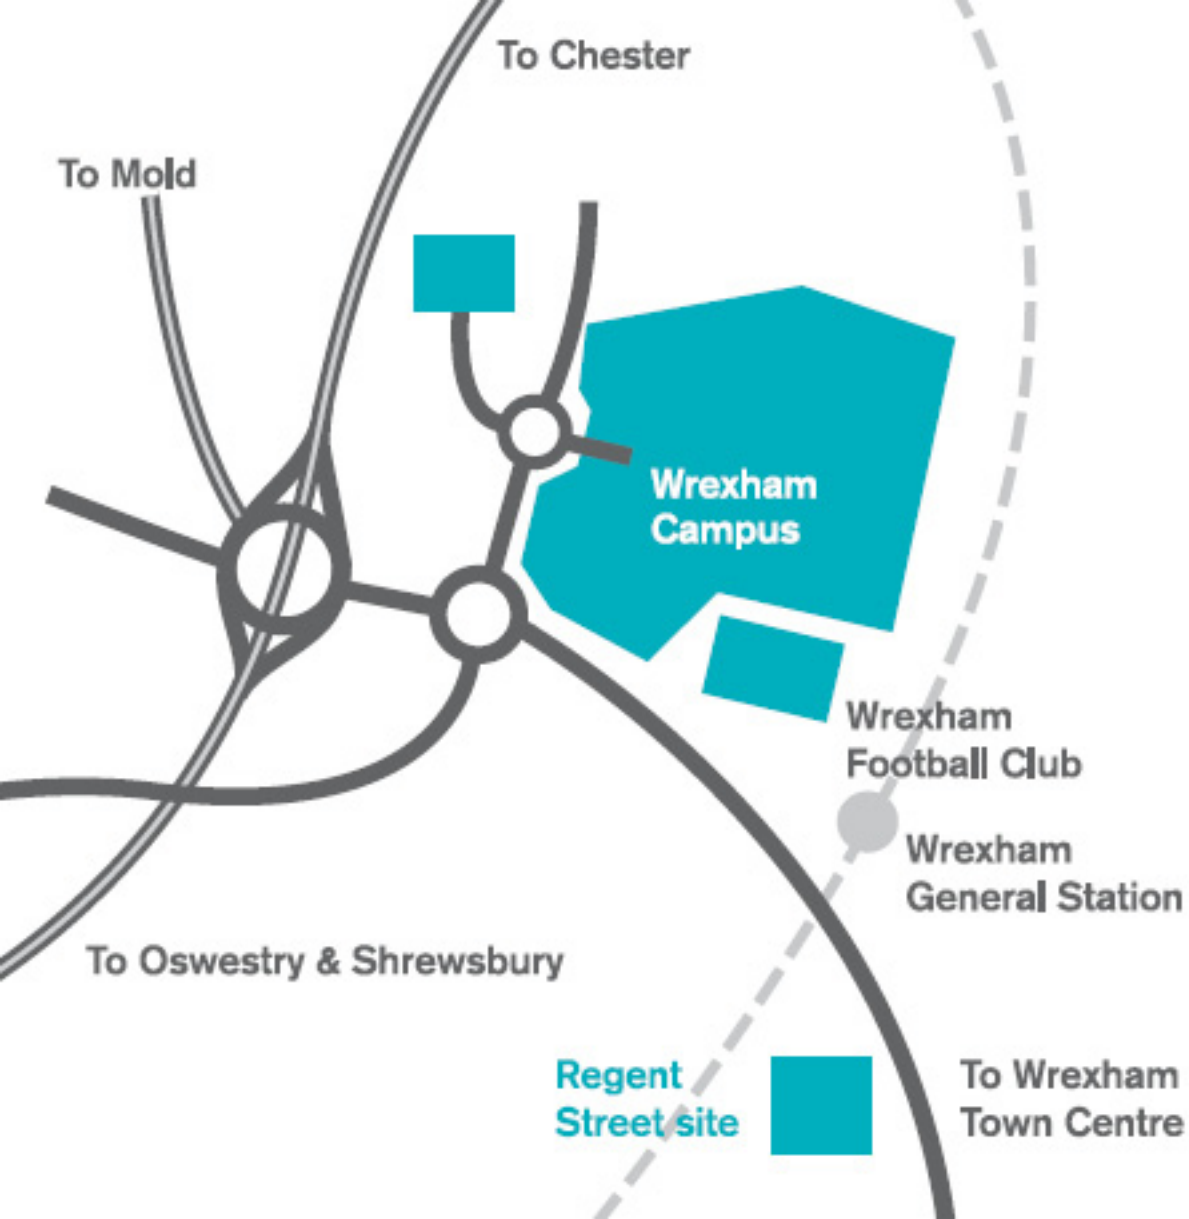 To Chester
To Mold
Wrexham
Campus
Wrexham
Football Club
Wrexham
General Station
To Oswestry & Shrewsbury
Regent
Street site
To Wrexham
Town Centre